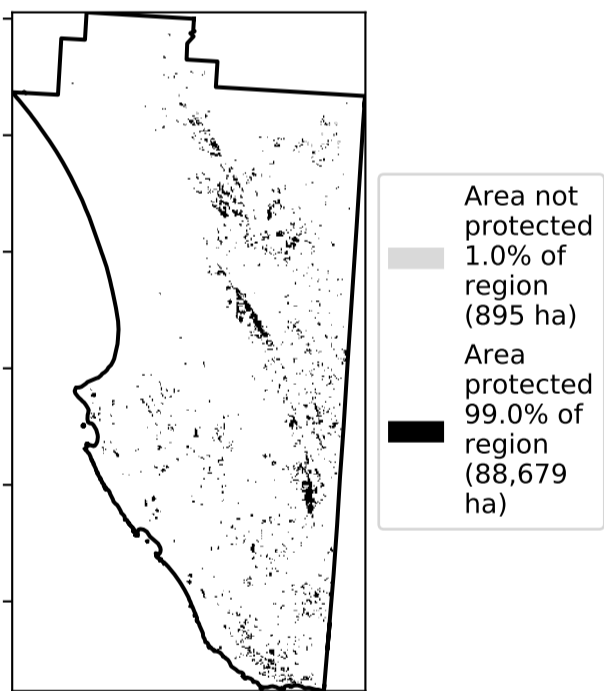 Area not
protected
1.0% of
region
(895 ha)
Area
protected
99.0% of
region
(88,679
ha)